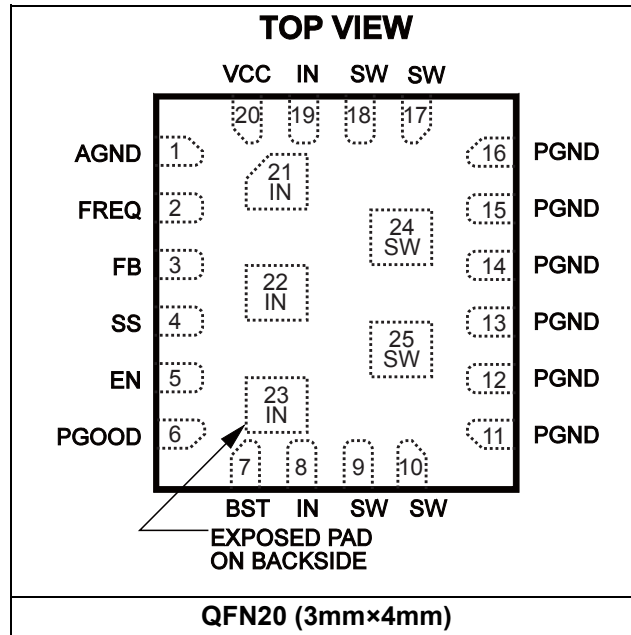 TOP VIEW
VCC IN SW SW
20 19 18 17
AGND 1 16 PGND
21
IN
FREQ 2 15 PGND
24
SW
FB 3 14 PGND
22
IN
SS 4 13 PGND
25
SW
EN 5 12 PGND
23
IN
PGOOD 6 11 PGND
7 8 9 10
BST IN SW SW
EXPOSED PAD
ON BACKSIDE
QFN20 (3mm×4mm)